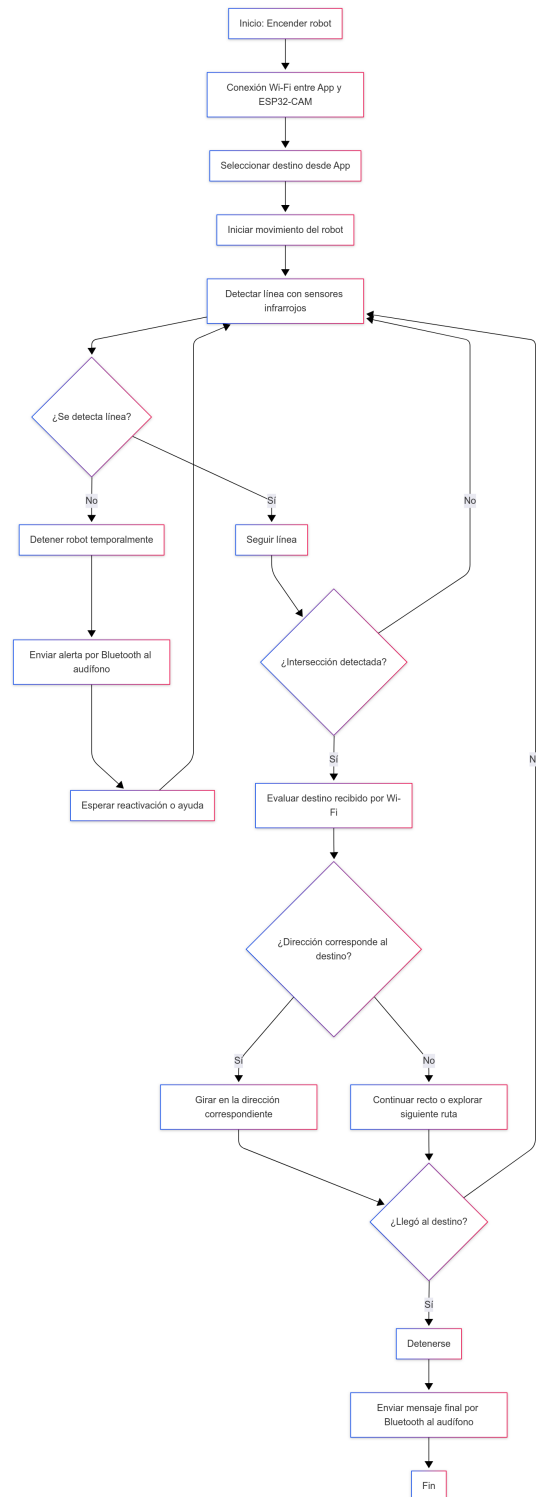 Inicio: Encender robot
Conexión Wi-Fi entre App y
ESP32-CAM
Seleccionar destino desde App
Iniciar movimiento del robot
Detectar línea con sensores
infrarrojos
¿Se detecta línea?
No
Sí
No
Detener robot temporalmente
Seguir línea
Enviar alerta por Bluetooth al
audífono
¿Intersección detectada?
Sí
N
Esperar reactivación o ayuda
Evaluar destino recibido por Wi-
Fi
¿Dirección corresponde al
destino?
Sí
No
Girar en la dirección
correspondiente
Continuar recto o explorar
siguiente ruta
¿Llegó al destino?
Sí
Detenerse
Enviar mensaje final por
Bluetooth al audífono
Fin